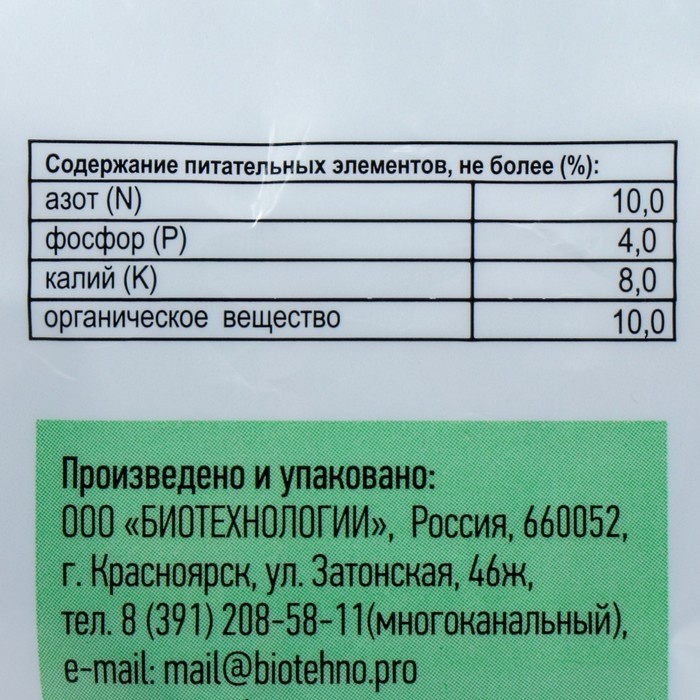 Содержание питательных элементов, не более (%):
азот (N) 10,0
фосфор (P) 4,0
калий (K) 8,0
органическое вещество 10,0
Произведено и упаковано:
ООО «БИОТЕХНОЛОГИИ», Россия, 660052,
г. Красноярск, ул. Затонская, 46ж,
тел. 8 (391) 208-58-11(многоканальный),
e-mail: mail@biotehno.pro